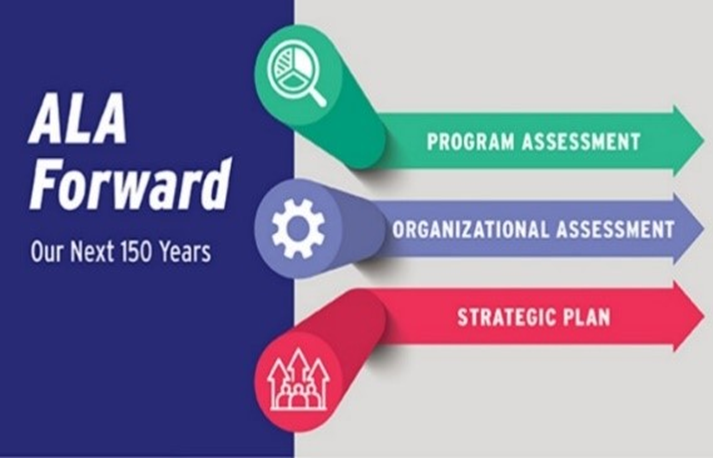 ALA
Forward
Our Next 150 Years
PROGRAM ASSESSMENT
ORGANIZATIONAL ASSESSMENT
STRATEGIC PLAN